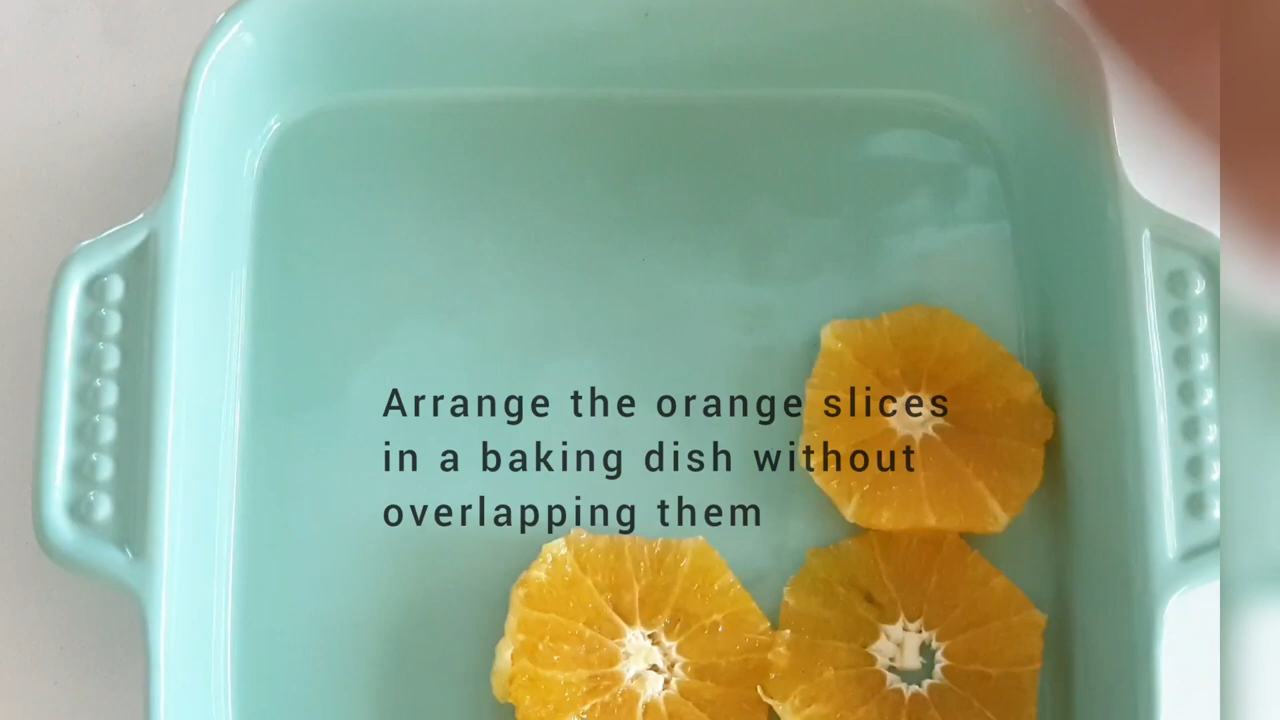 Arrange the orange slices
in a baking dish without
overlapping them